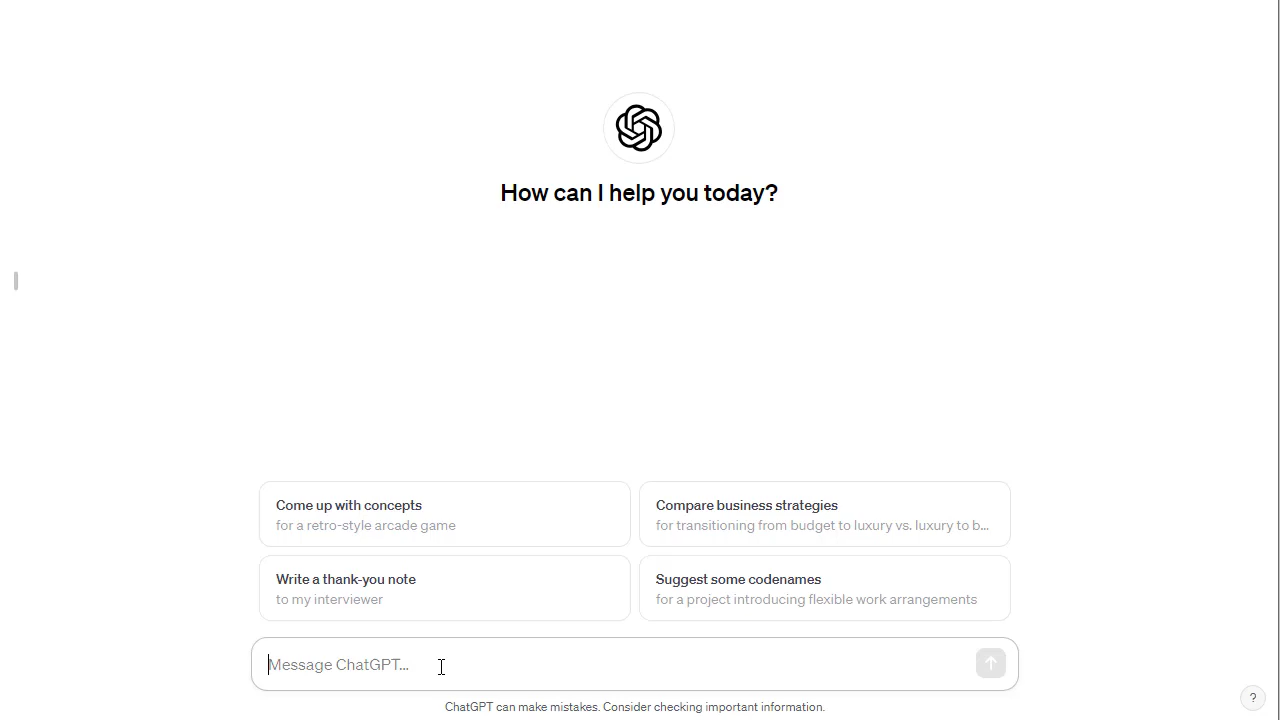 How can I help you today?
Come up with concepts
for a retro-style arcade game
Compare business strategies
for transitioning from budget to luxury vs. luxury to b...
Write a thank-you note
to my interviewer
Suggest some codenames
for a project introducing flexible work arrangements
Message ChatGPT...
ChatGPT can make mistakes. Consider checking important information.
?